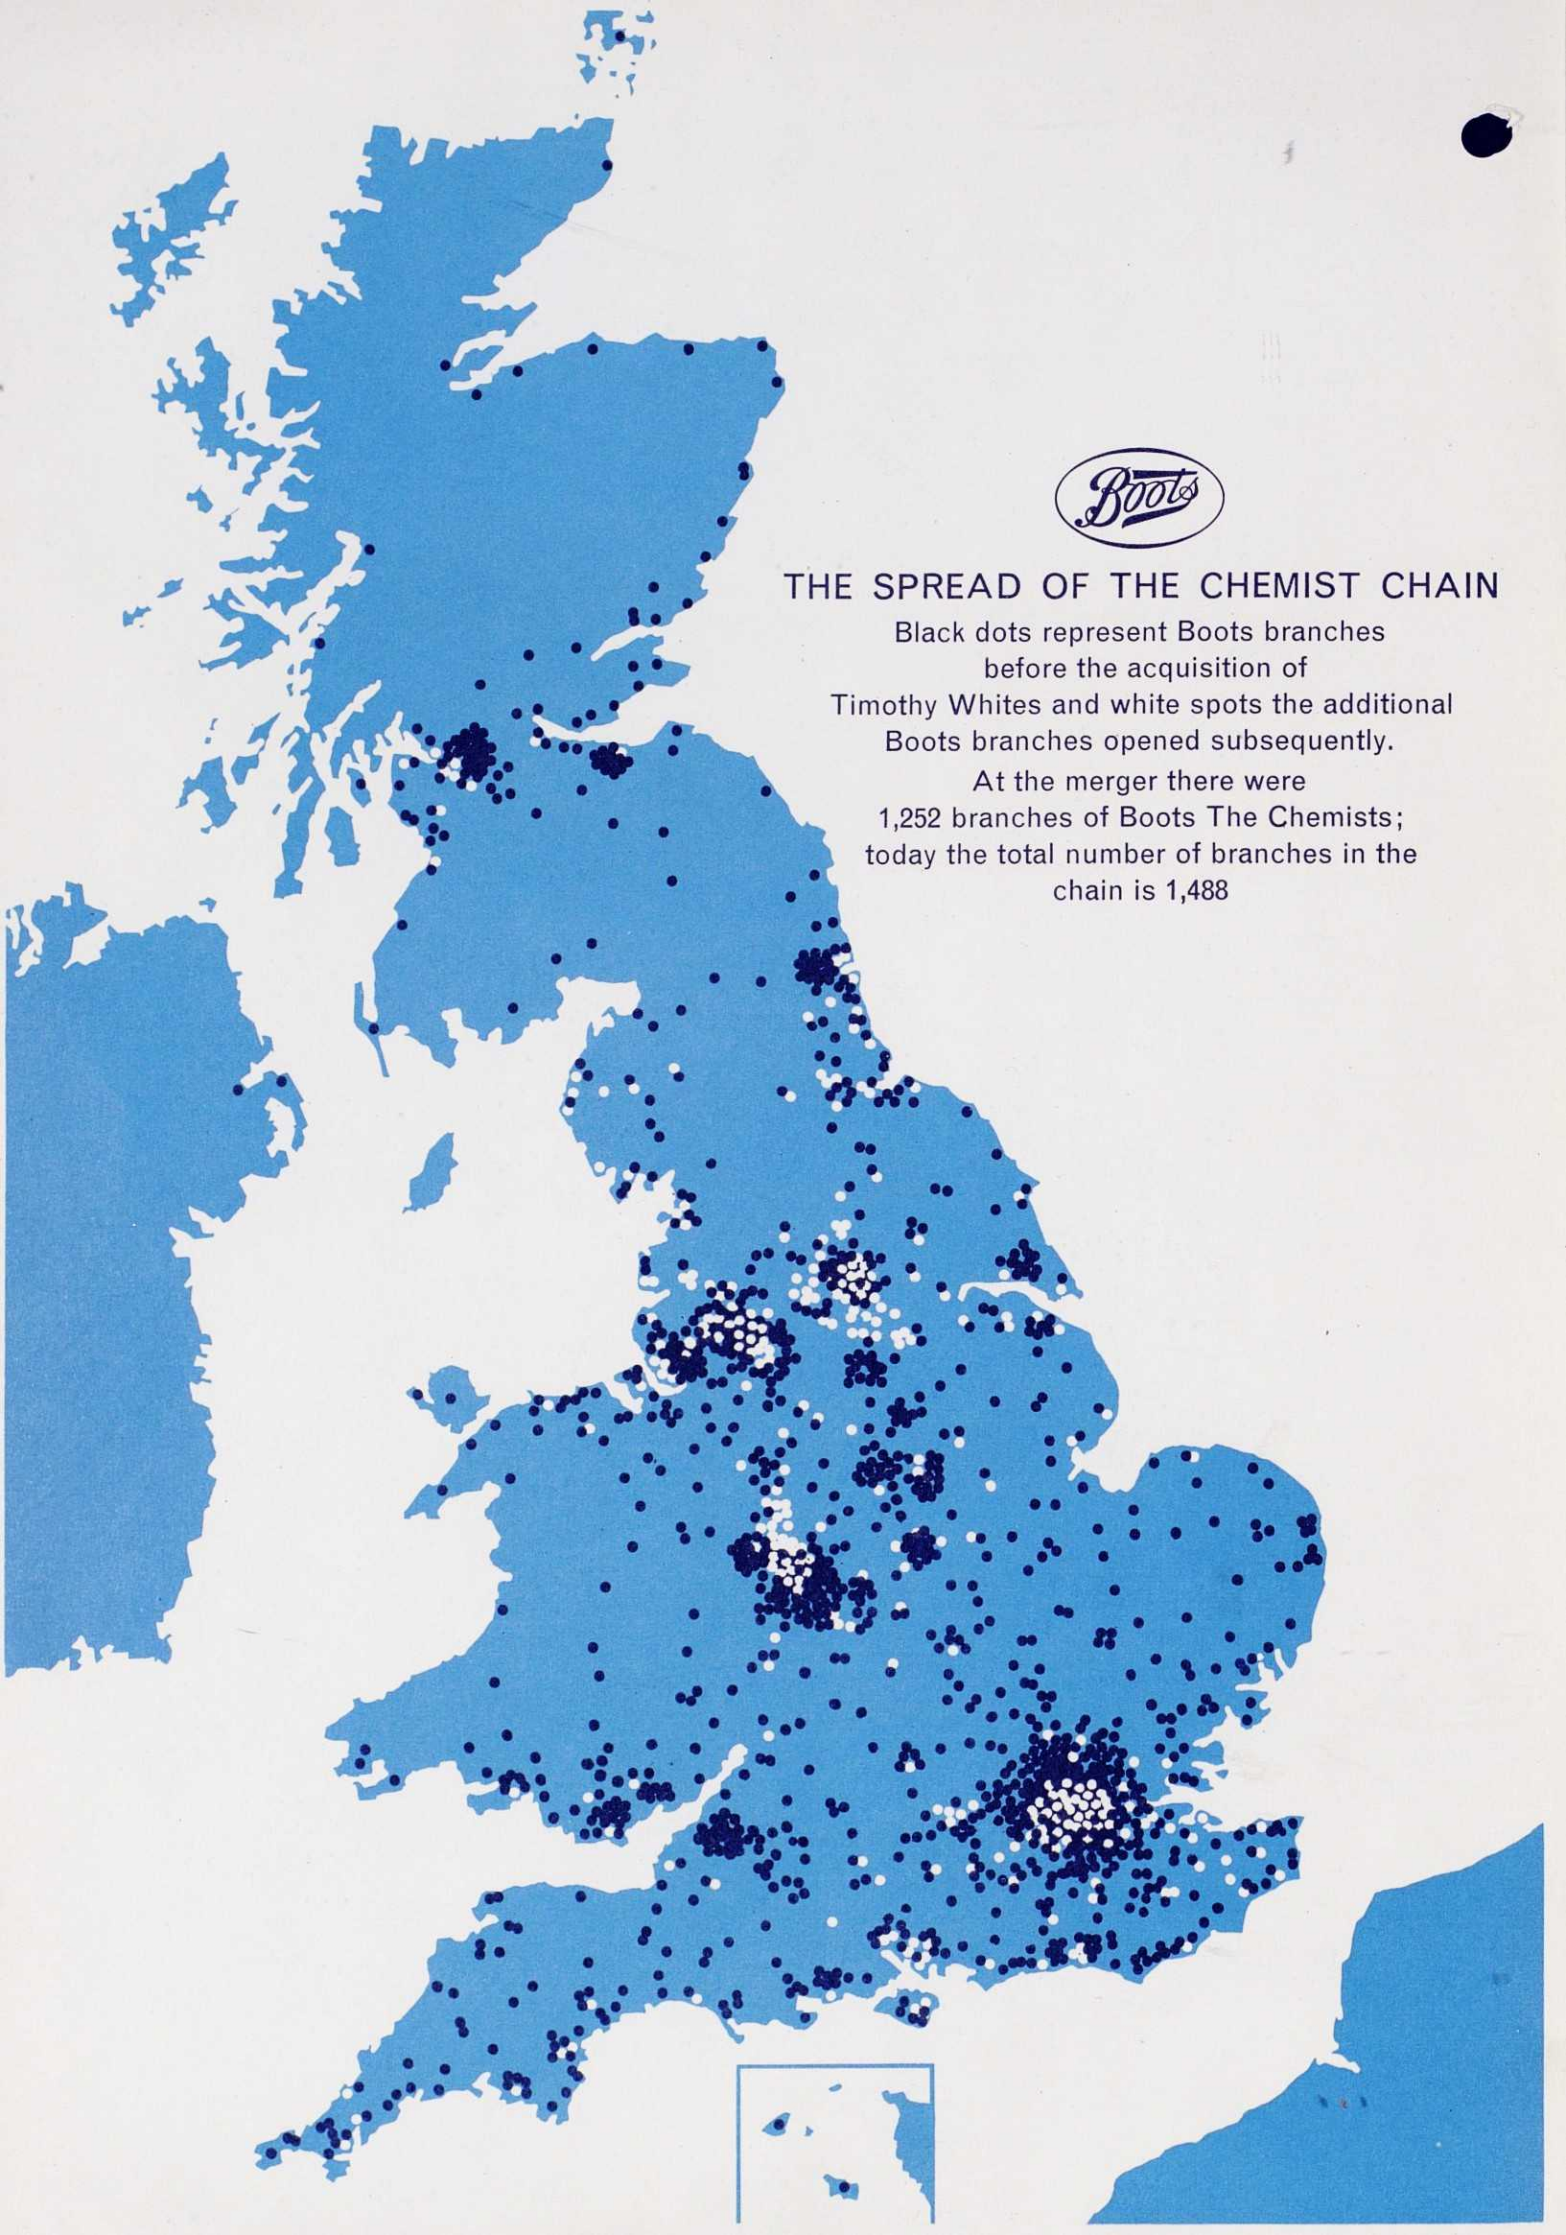 Boots
THE SPREAD OF THE CHEMIST CHAIN
Black dots represent Boots branches
before the acquisition of
Timothy Whites and white spots the additional
Boots branches opened subsequently.
At the merger there were
1,252 branches of Boots The Chemists;
today the total number of branches in the
chain is 1,488